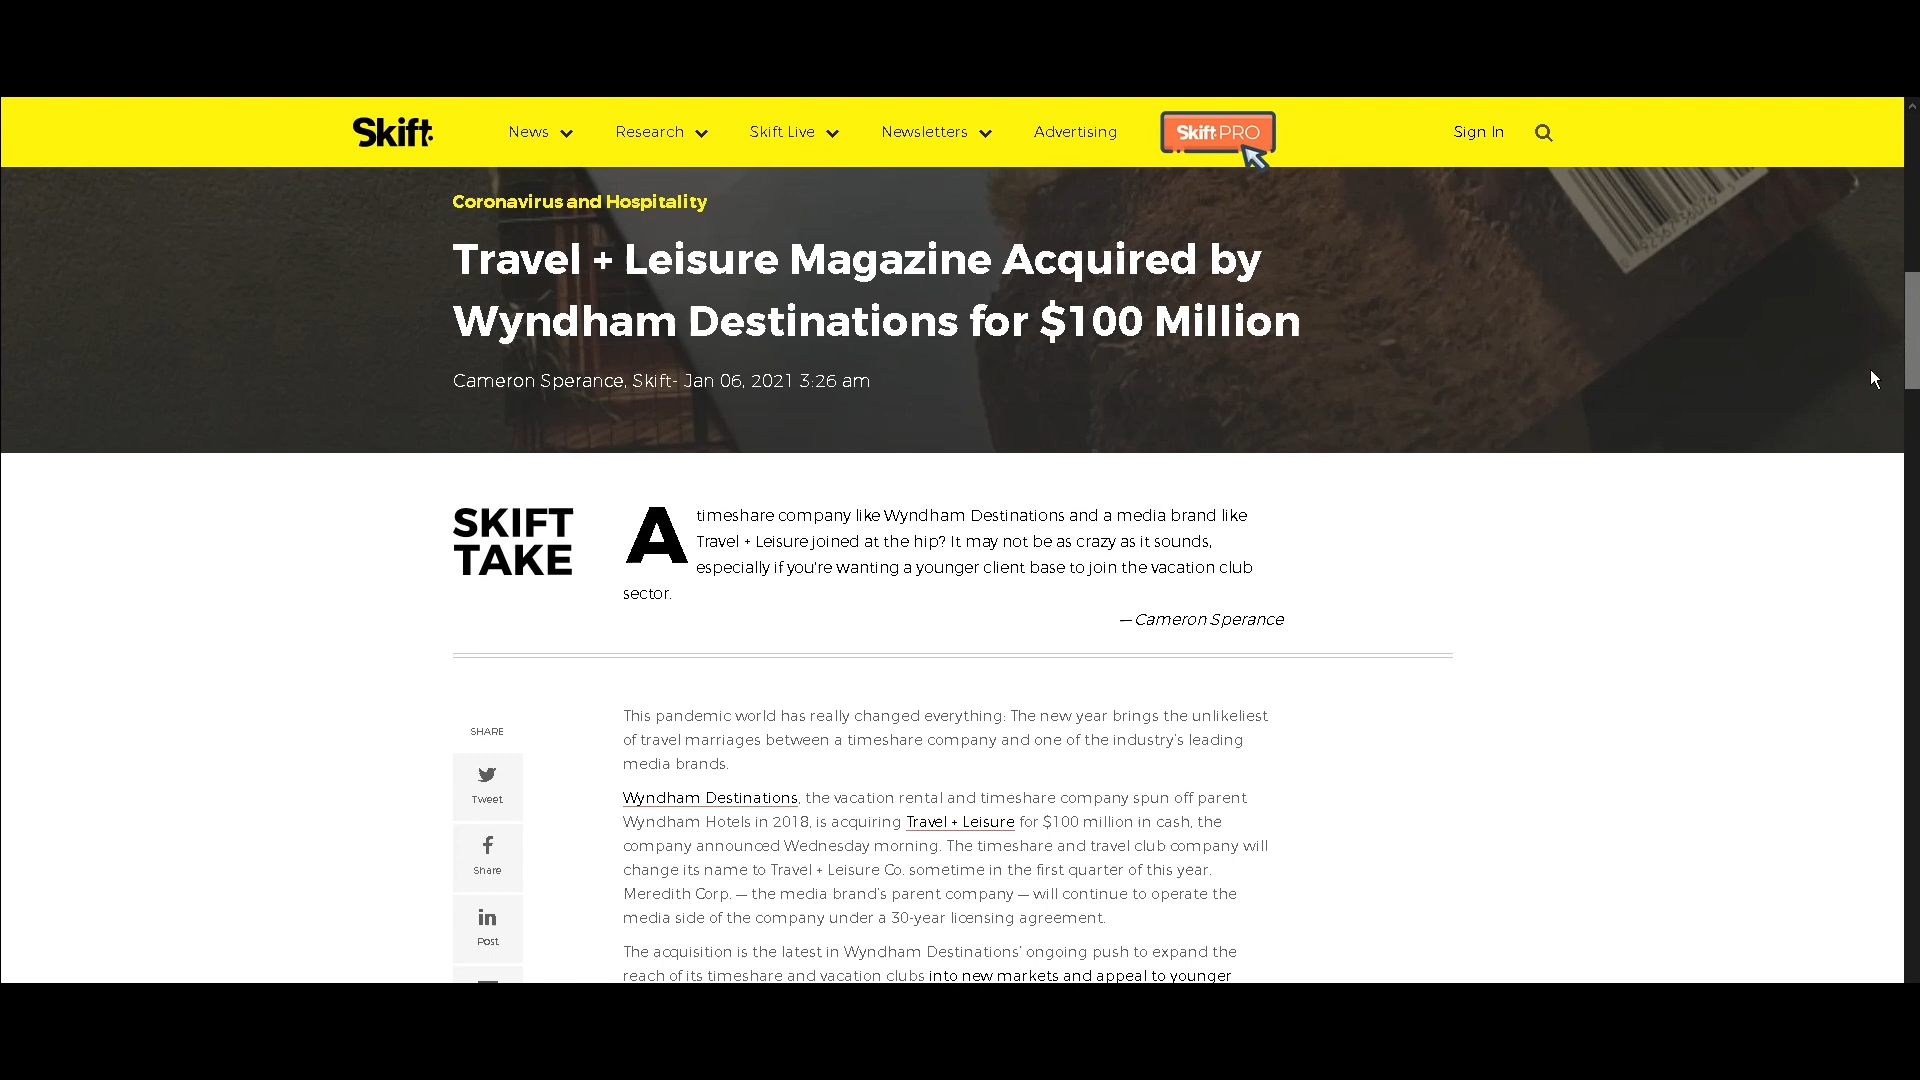 Skift
News
Research
Skift Live
Newsletters
Advertising
Skift PRO
Sign In
Coronavirus and Hospitality
Travel + Leisure Magazine Acquired by
Wyndham Destinations for $100 Million
Cameron Sperance, Skift- Jan 06, 2021 3:26 am
SKIFT
TAKE
A timeshare company like Wyndham Destinations and a media brand like
Travel + Leisure joined at the hip? It may not be as crazy as it sounds,
especially if you're wanting a younger client base to join the vacation club
sector.
— Cameron Sperance
SHARE
Tweet
Share
Post
This pandemic world has really changed everything: The new year brings the unlikeliest
of travel marriages between a timeshare company and one of the industry's leading
media brands.
Wyndham Destinations, the vacation rental and timeshare company spun off parent
Wyndham Hotels in 2018, is acquiring Travel + Leisure for $100 million in cash, the
company announced Wednesday morning. The timeshare and travel club company will
change its name to Travel + Leisure Co. sometime in the first quarter of this year.
Meredith Corp. — the media brand's parent company — will continue to operate the
media side of the company under a 30-year licensing agreement.
The acquisition is the latest in Wyndham Destinations' ongoing push to expand the
reach of its timeshare and vacation clubs into new markets and appeal to younger